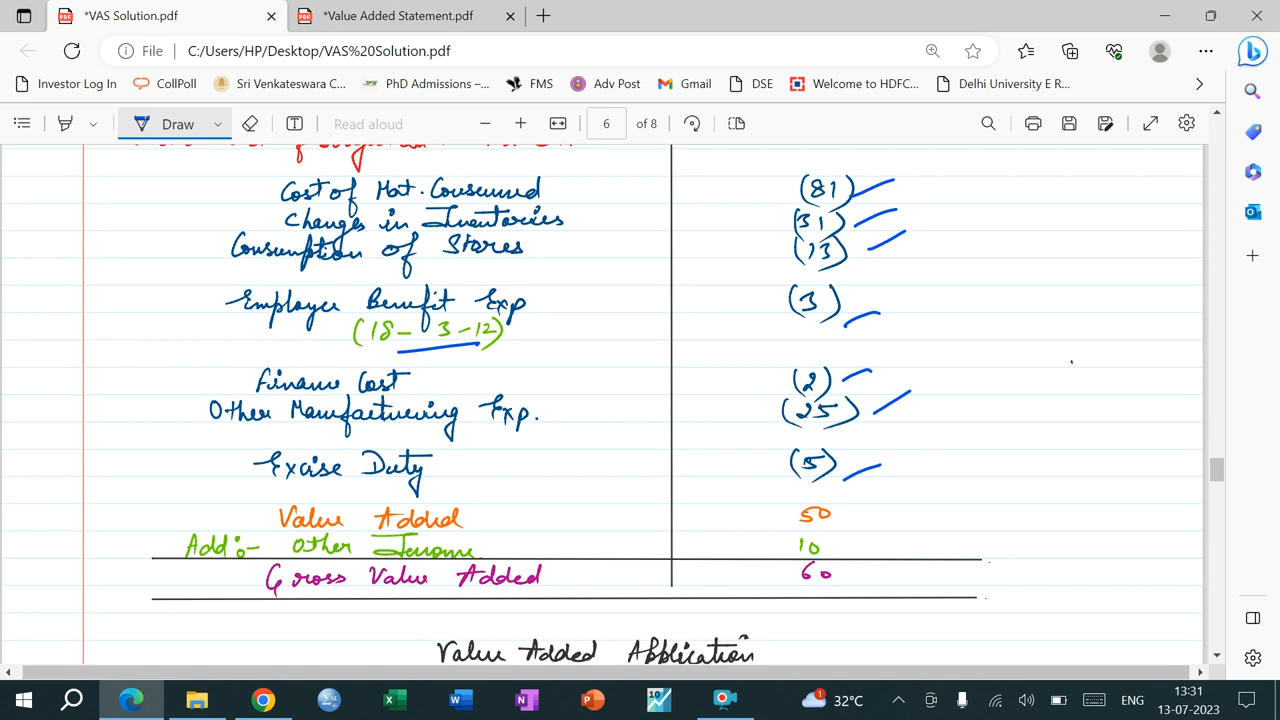 *VAS Solution.pdf
*Value Added Statement.pdf
File C:/Users/HP/Desktop/VAS%20Solution.pdf
Investor Log In CollPoll Sri Venkateswara C... PhD Admissions –... FMS Adv Post Gmail DSE Welcome to HDFC... Delhi University E R...
Draw Read aloud 6 of 8
Cost of Mat. Consumed (81)
Changes in Inventories (31)
Consumption of Stores (13)
Employee Benefit Exp (3)
(18 – 3 – 12)
Finance Cost (2)
Other Manufacturing Exp. (25)
Excise Duty (5)
Value Added 50
Add:- Other Income 10
Gross Value Added 60
Value Added Application
1 32°C ENG 13:31
13-07-2023